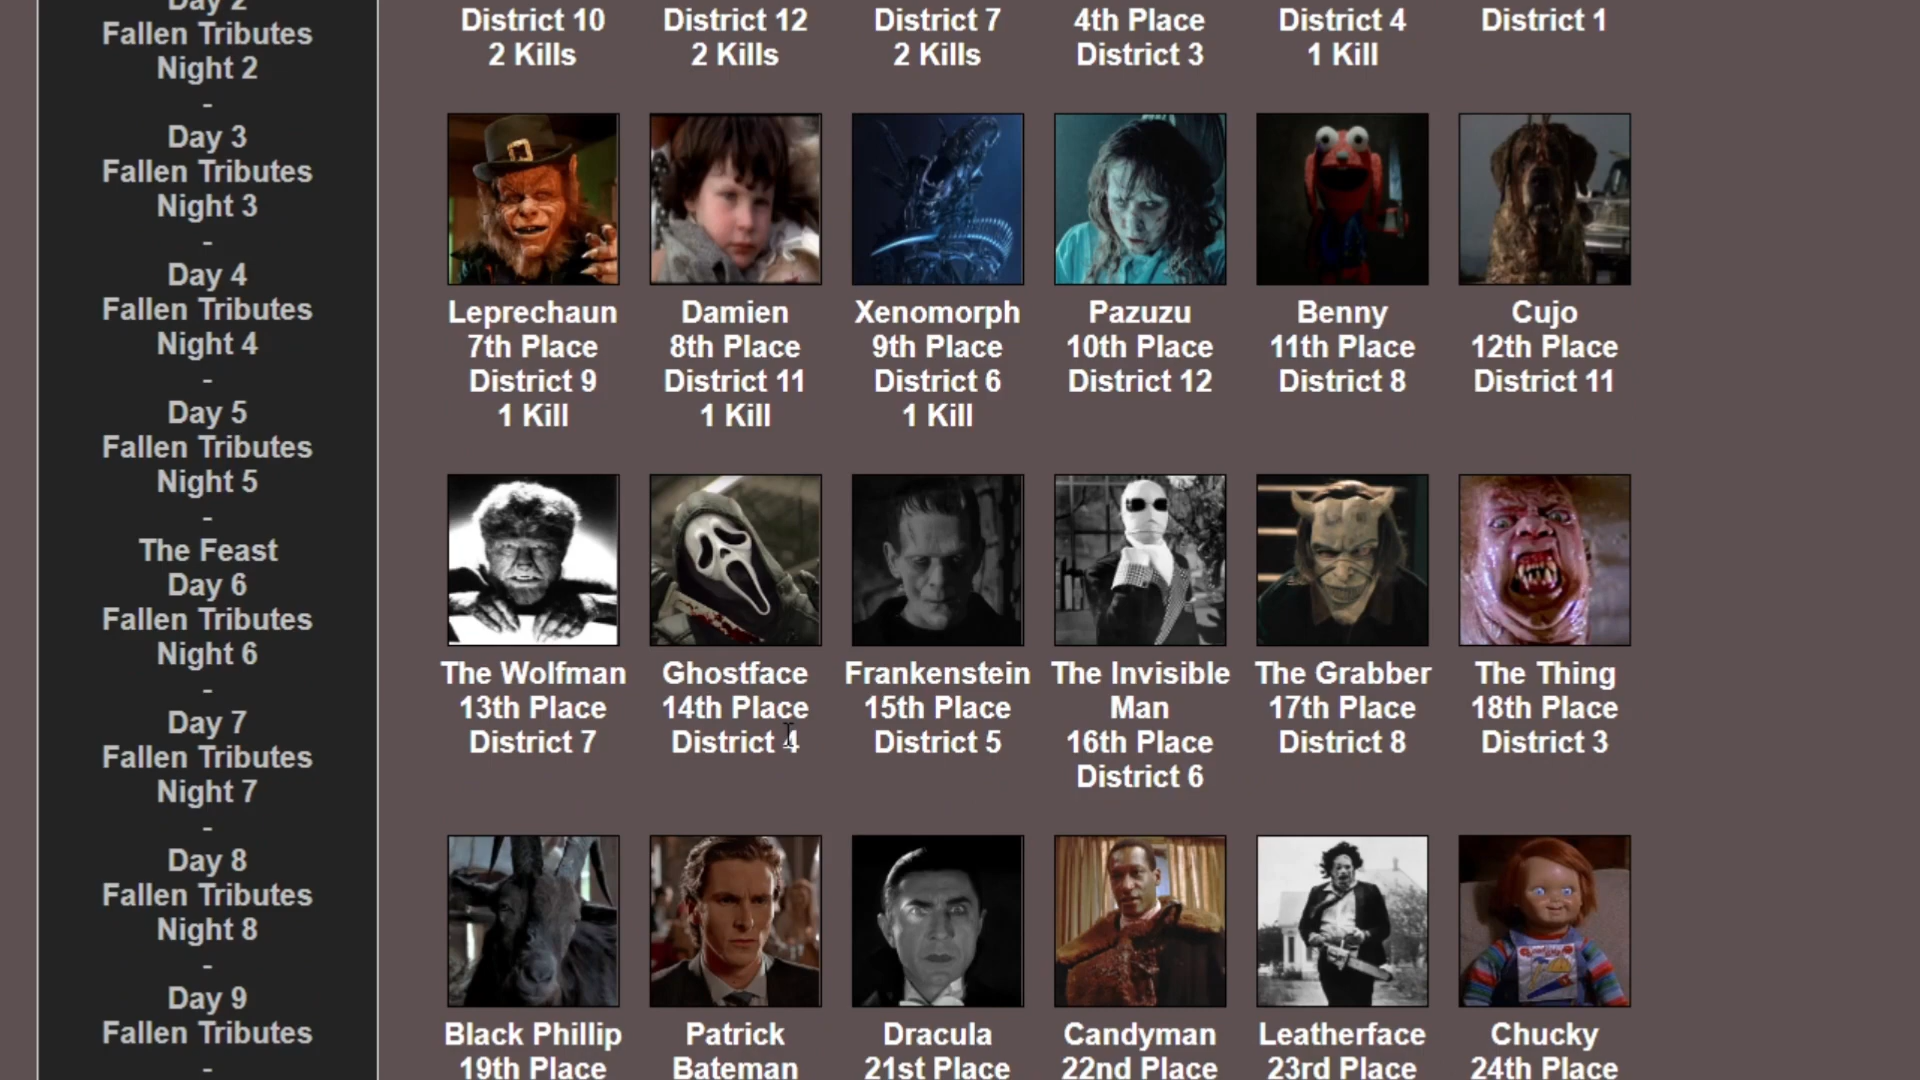 Day 2
Fallen Tributes
Night 2
-
Day 3
Fallen Tributes
Night 3
-
Day 4
Fallen Tributes
Night 4
-
Day 5
Fallen Tributes
Night 5
-
The Feast
Day 6
Fallen Tributes
Night 6
-
Day 7
Fallen Tributes
Night 7
-
Day 8
Fallen Tributes
Night 8
-
Day 9
Fallen Tributes
-
District 10
2 Kills
District 12
2 Kills
District 7
2 Kills
4th Place
District 3
District 4
1 Kill
District 1
Leprechaun
7th Place
District 9
1 Kill
Damien
8th Place
District 11
1 Kill
Xenomorph
9th Place
District 6
1 Kill
Pazuzu
10th Place
District 12
Benny
11th Place
District 8
Cujo
12th Place
District 11
The Wolfman
13th Place
District 7
Ghostface
14th Place
District 4
Frankenstein
15th Place
District 5
The Invisible
Man
16th Place
District 6
The Grabber
17th Place
District 8
The Thing
18th Place
District 3
Black Phillip
19th Place
Patrick
Bateman
Dracula
21st Place
Candyman
22nd Place
Leatherface
23rd Place
Chucky
24th Place